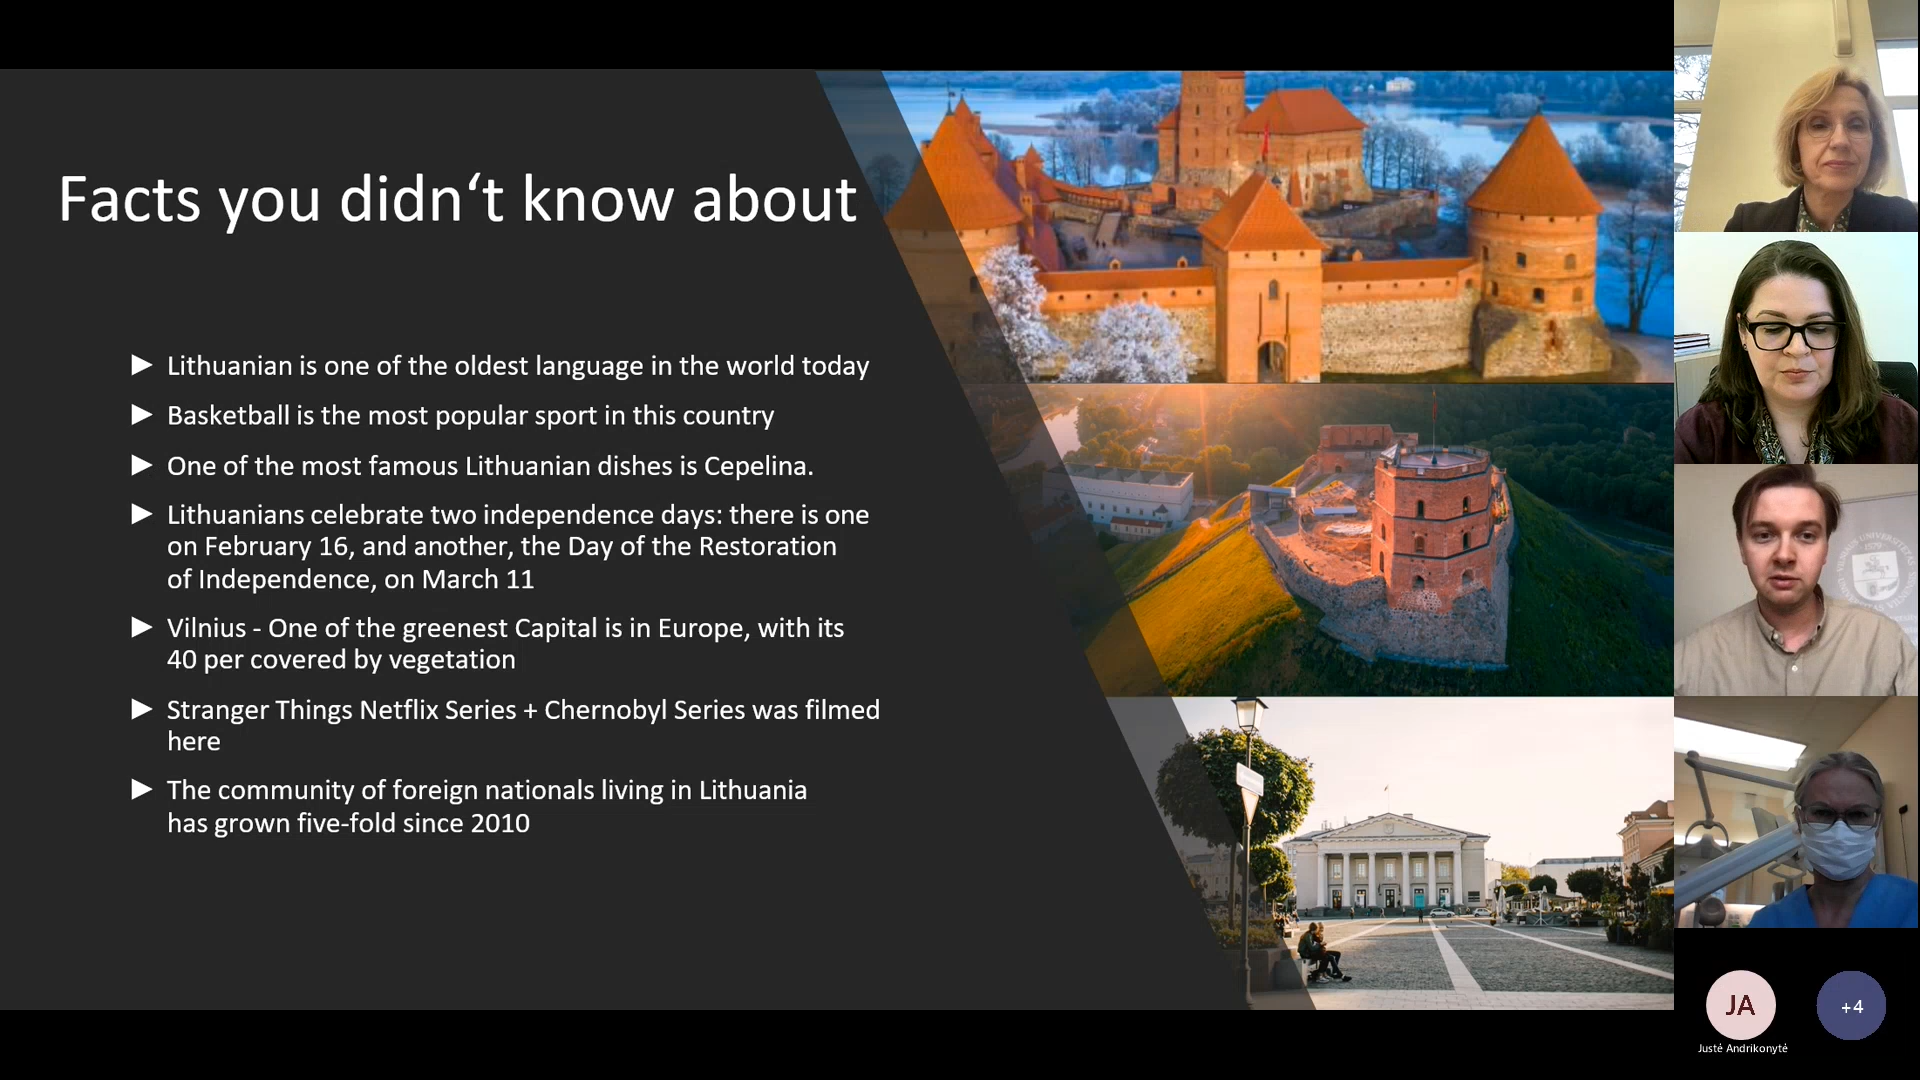 Facts you didn‘t know about
Lithuanian is one of the oldest language in the world today
Basketball is the most popular sport in this country
One of the most famous Lithuanian dishes is Cepelina.
Lithuanians celebrate two independence days: there is one
on February 16, and another, the Day of the Restoration
of Independence, on March 11
Vilnius - One of the greenest Capital is in Europe, with its
40 per covered by vegetation
Stranger Things Netflix Series + Chernobyl Series was filmed
here
The community of foreign nationals living in Lithuania
has grown five-fold since 2010
1579
JA
+4
Justė Andrikonytė